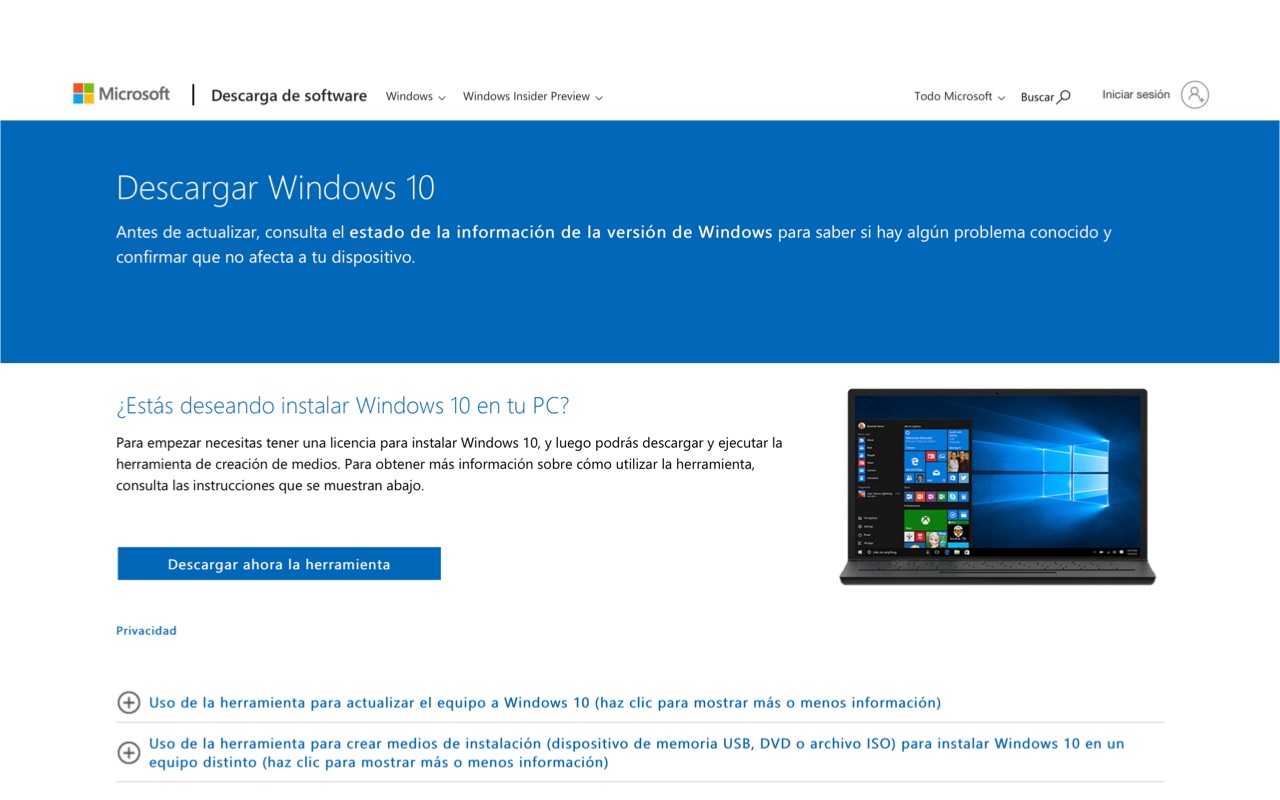 Microsoft
Descarga de software
Windows
Windows Insider Preview
Todo Microsoft
Buscar
Iniciar sesión
Descargar Windows 10
Antes de actualizar, consulta el estado de la información de la versión de Windows para saber si hay algún problema conocido y
confirmar que no afecta a tu dispositivo.
¿Estás deseando instalar Windows 10 en tu PC?
Para empezar necesitas tener una licencia para instalar Windows 10, y luego podrás descargar y ejecutar la
herramienta de creación de medios. Para obtener más información sobre cómo utilizar la herramienta,
consulta las instrucciones que se muestran abajo.
Descargar ahora la herramienta
Privacidad
Uso de la herramienta para actualizar el equipo a Windows 10 (haz clic para mostrar más o menos información)
Uso de la herramienta para crear medios de instalación (dispositivo de memoria USB, DVD o archivo ISO) para instalar Windows 10 en un
equipo distinto (haz clic para mostrar más o menos información)